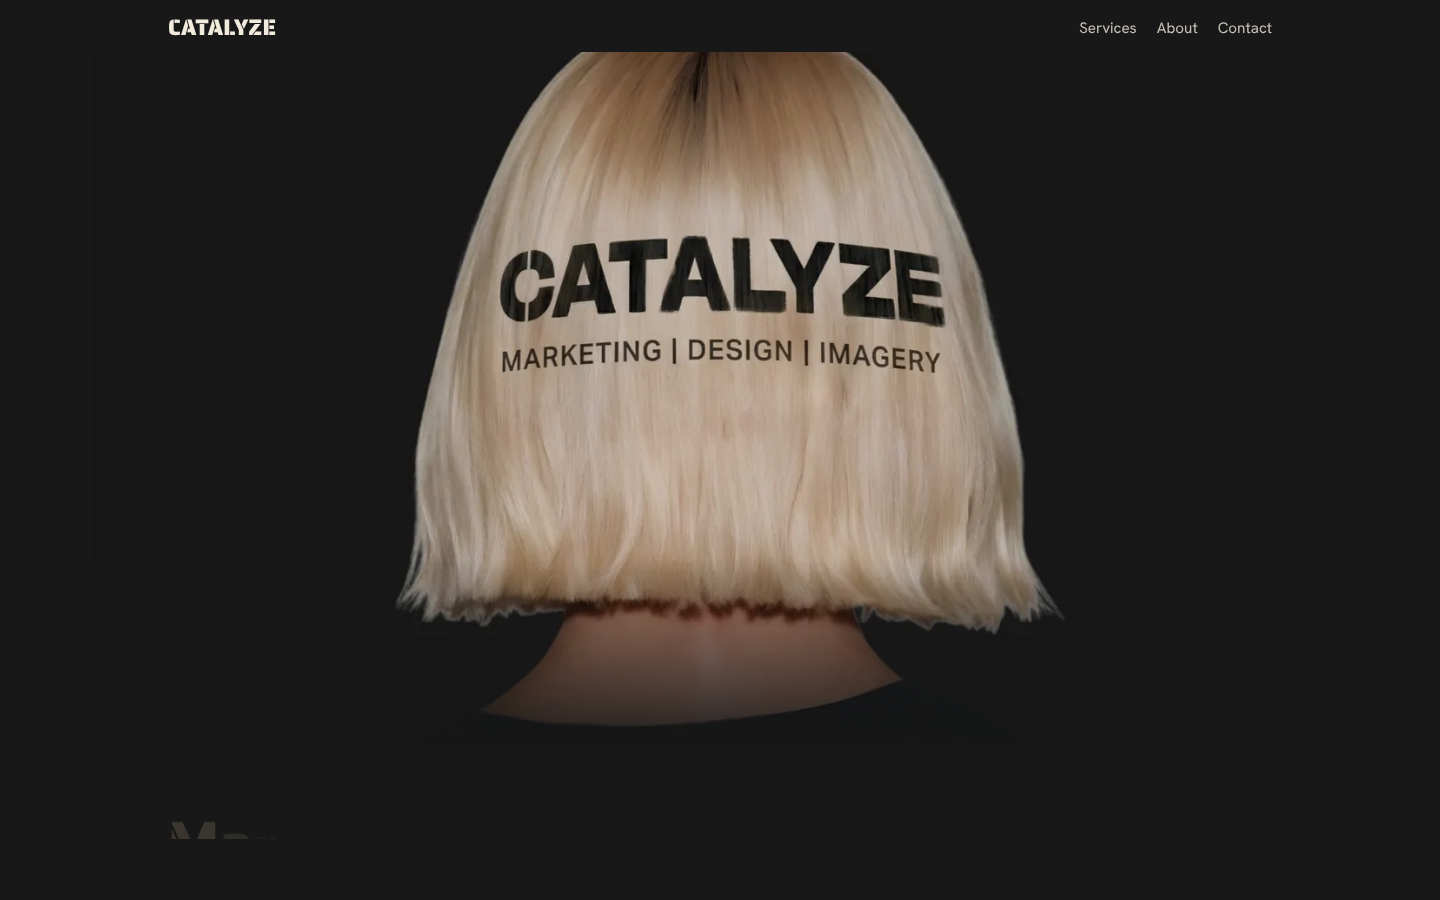 CATALYZE
Services
About
Contact
CATALYZE
MARKETING | DESIGN | IMAGERY